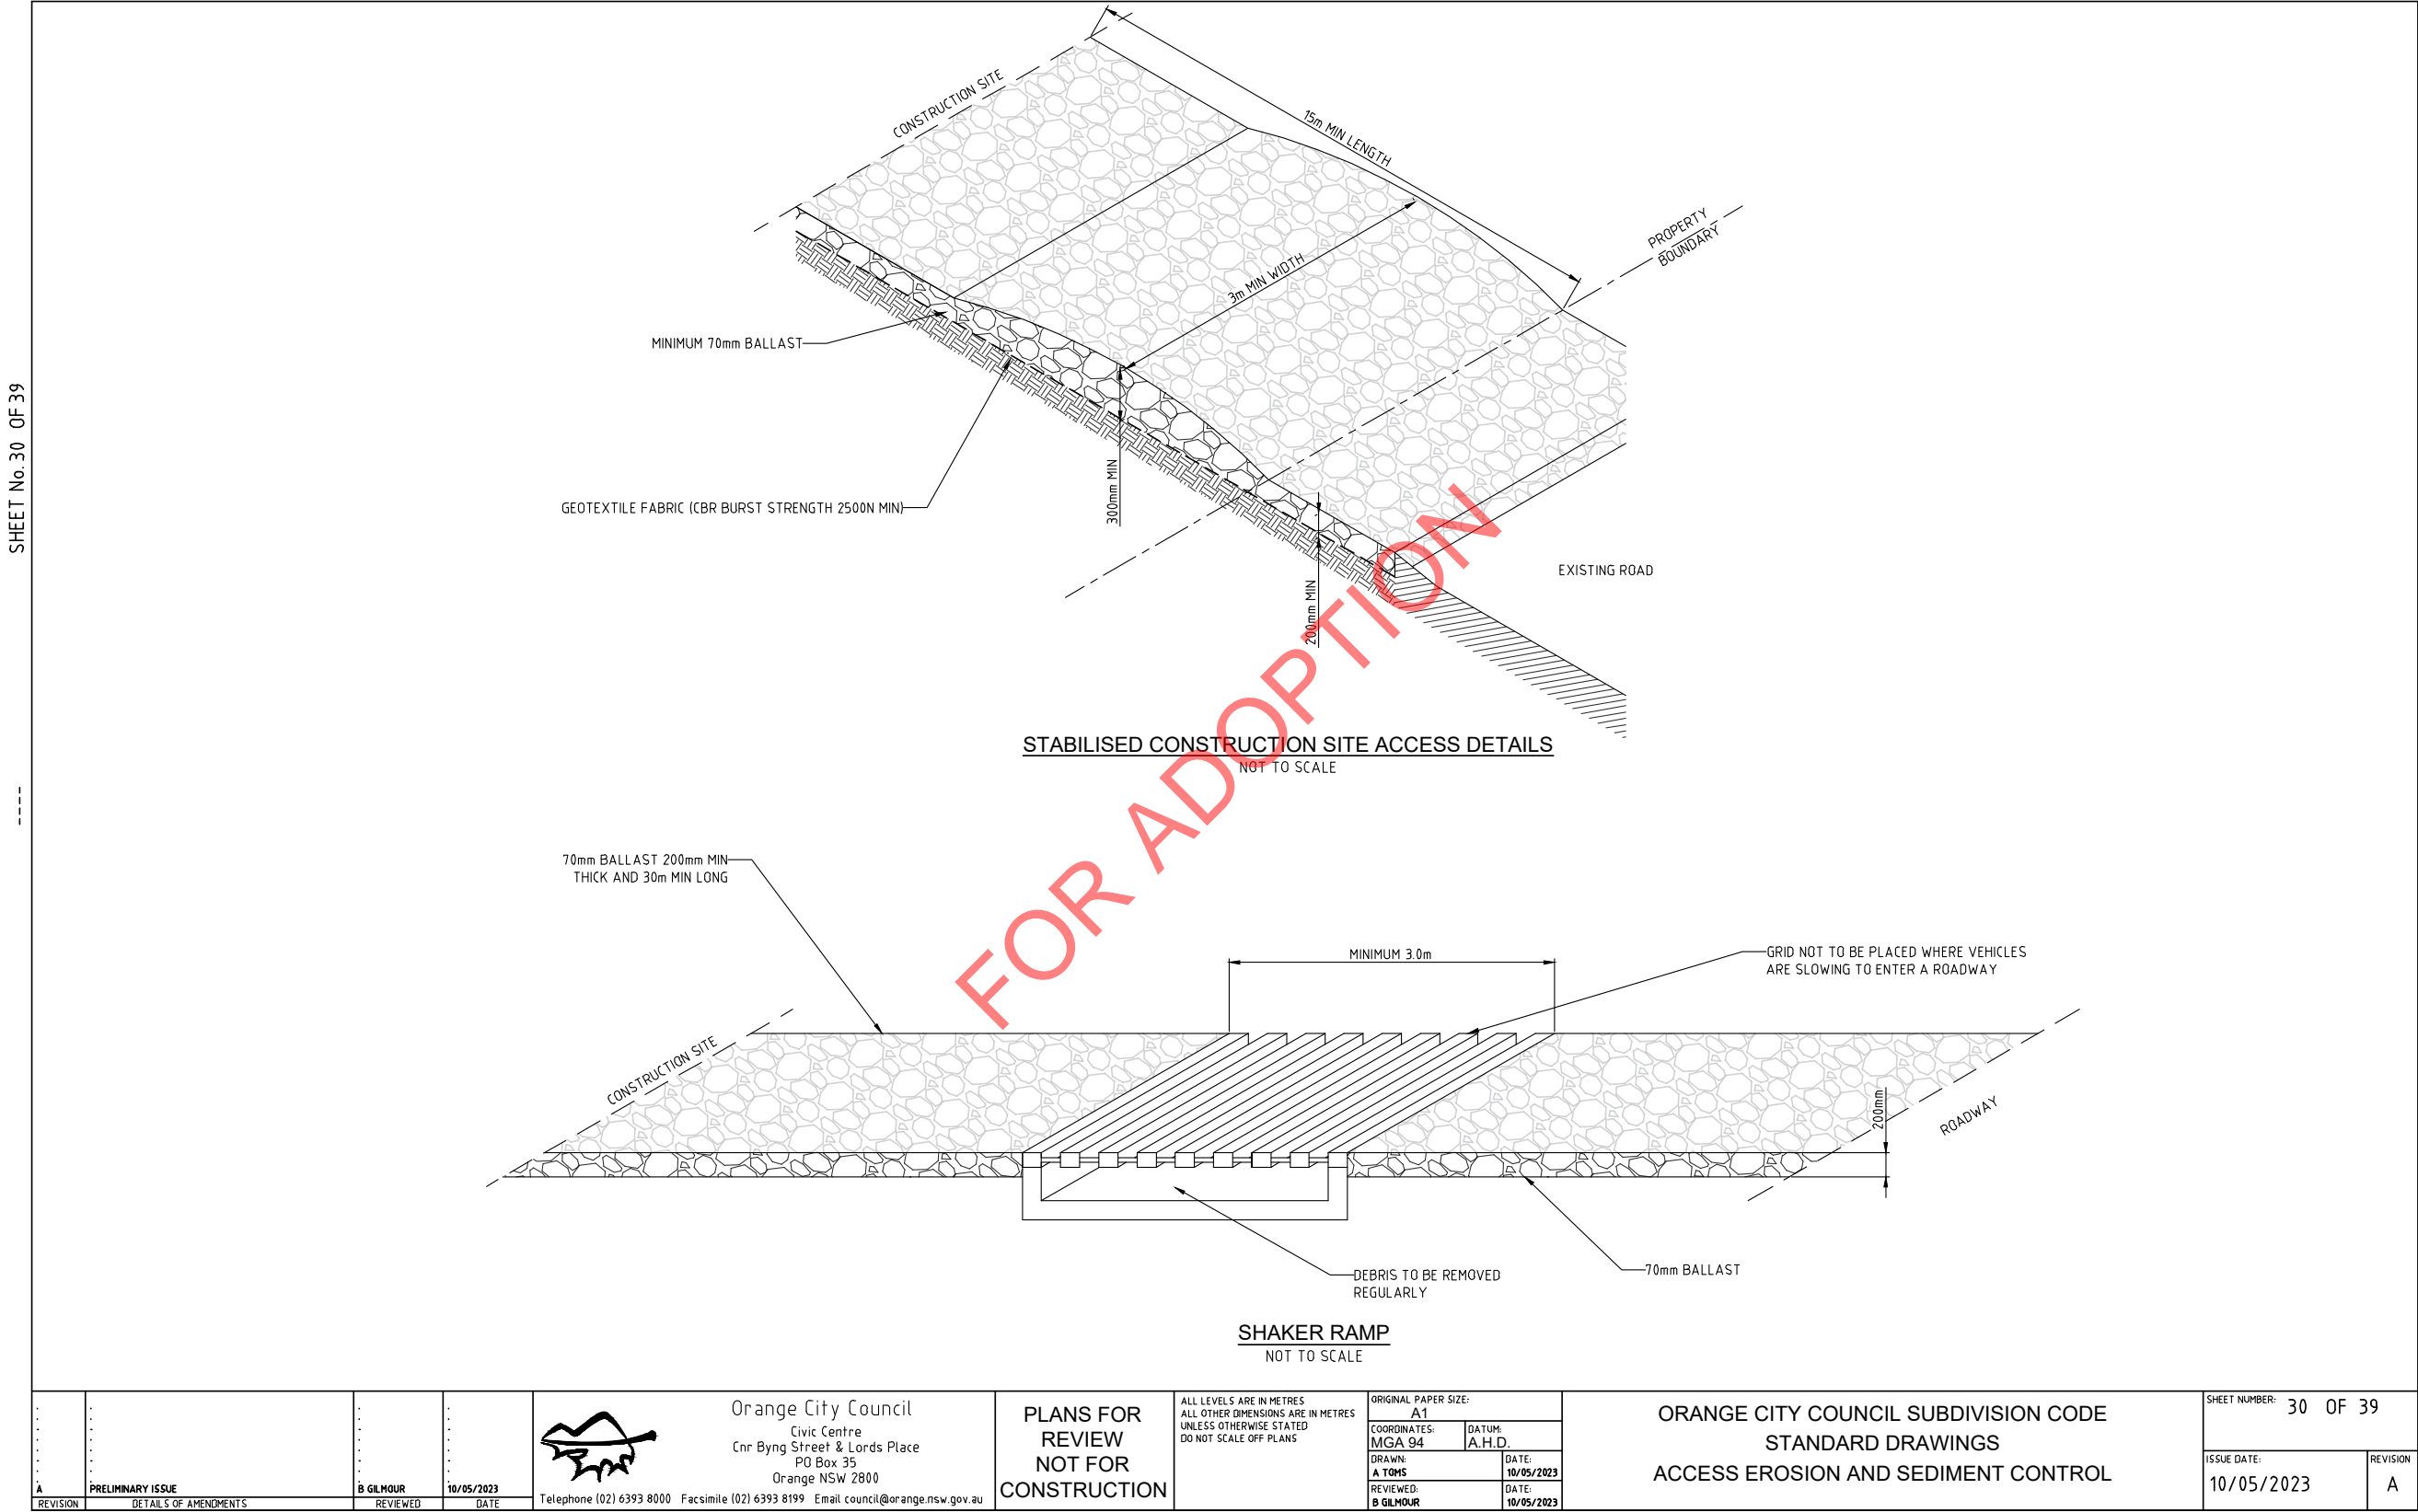 SHEET No. 30 OF 39
----
CONSTRUCTION SITE
15m MIN LENGTH
PROPERTY
BOUNDARY
3m MIN WIDTH
MINIMUM 70mm BALLAST
GEOTEXTILE FABRIC (CBR BURST STRENGTH 2500N MIN)
300mm MIN
200mm MIN
EXISTING ROAD
STABILISED CONSTRUCTION SITE ACCESS DETAILS
NOT TO SCALE
FOR ADOPTION
70mm BALLAST 200mm MIN
THICK AND 30m MIN LONG
MINIMUM 3.0m
GRID NOT TO BE PLACED WHERE VEHICLES
ARE SLOWING TO ENTER A ROADWAY
CONSTRUCTION SITE
200mm
ROADWAY
DEBRIS TO BE REMOVED
REGULARLY
70mm BALLAST
SHAKER RAMP
NOT TO SCALE
A PRELIMINARY ISSUE B GILMOUR 10/05/2023
REVISION DETAILS OF AMENDMENTS REVIEWED DATE
Orange City Council
Civic Centre
Cnr Byng Street & Lords Place
PO Box 35
Orange NSW 2800
Telephone (02) 6393 8000 Facsimile (02) 6393 8199 Email council@orange.nsw.gov.au
PLANS FOR
REVIEW
NOT FOR
CONSTRUCTION
ALL LEVELS ARE IN METRES
ALL OTHER DIMENSIONS ARE IN METRES
UNLESS OTHERWISE STATED
DO NOT SCALE OFF PLANS
ORIGINAL PAPER SIZE:
A1
COORDINATES: DATUM:
MGA 94 A.H.D.
DRAWN: DATE:
A TOMS 10/05/2023
REVIEWED: DATE:
B GILMOUR 10/05/2023
ORANGE CITY COUNCIL SUBDIVISION CODE
STANDARD DRAWINGS
ACCESS EROSION AND SEDIMENT CONTROL
SHEET NUMBER: 30 OF 39
ISSUE DATE: REVISION
10/05/2023 A